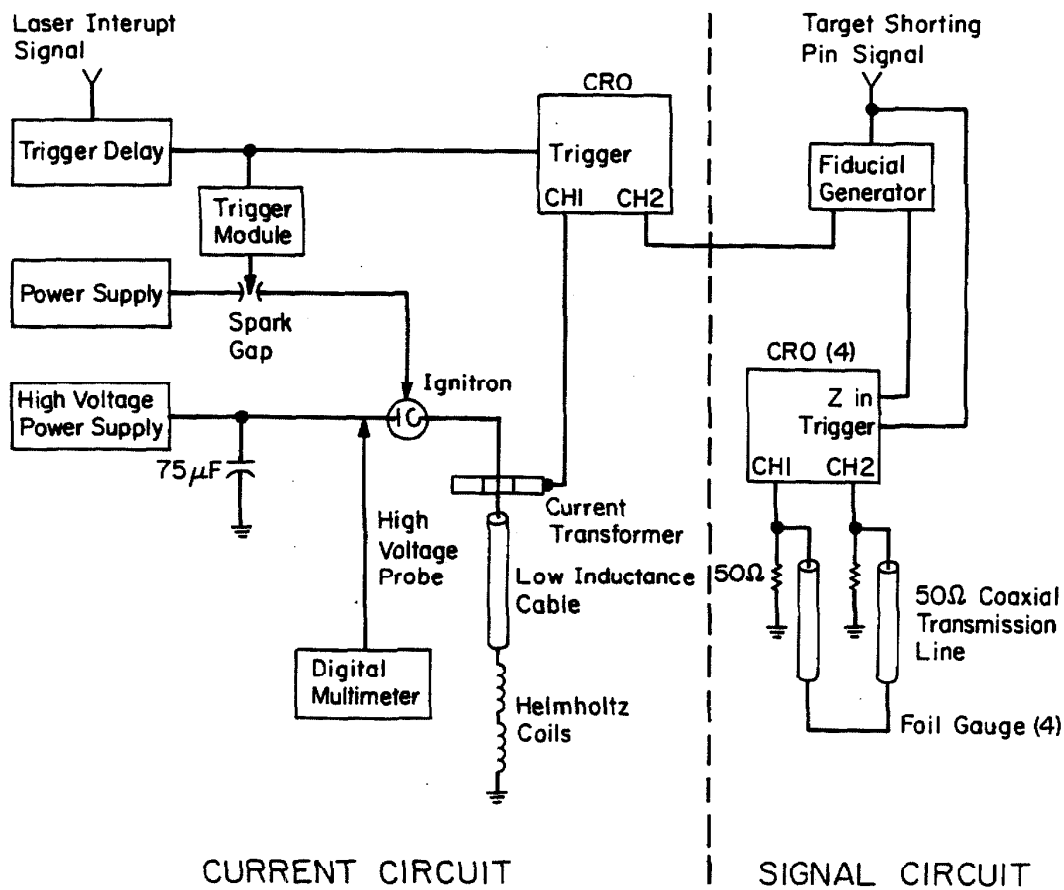 Laser Interupt
Signal
Target Shorting
Pin Signal
CRO
Trigger Delay
Trigger
CH1 CH2
Fiducial
Generator
Trigger
Module
Power Supply
Spark
Gap
CRO (4)
Z in
Trigger
CH1 CH2
Ignitron
High Voltage
Power Supply
75μF
Current
Transformer
High
Voltage
Probe
Low Inductance
Cable
50Ω
50Ω Coaxial
Transmission
Line
Digital
Multimeter
Helmholtz
Coils
Foil Gauge (4)
CURRENT CIRCUIT
SIGNAL CIRCUIT